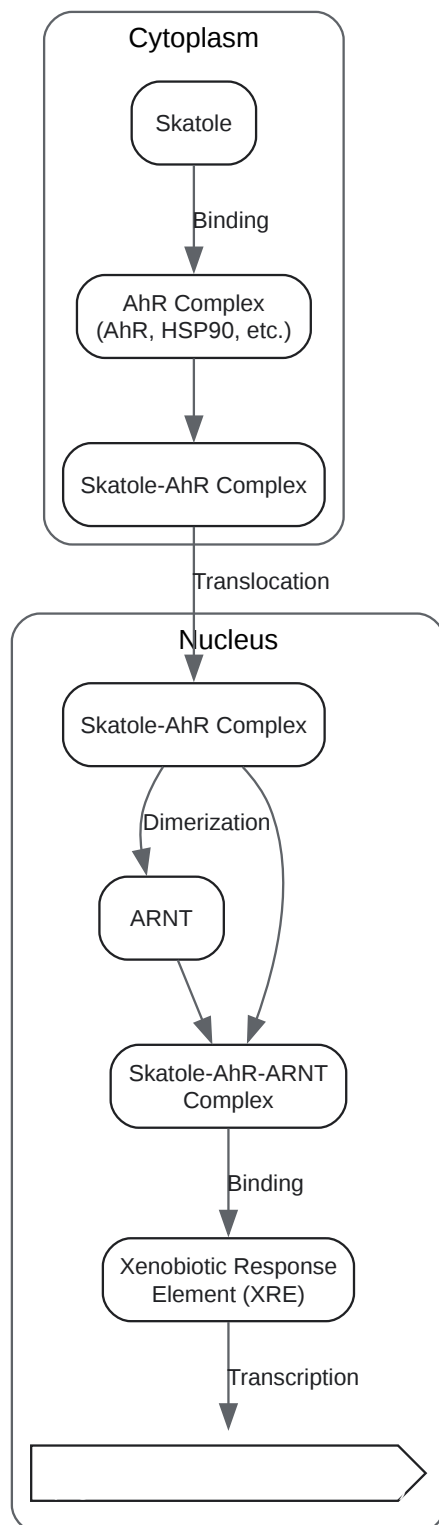 Cytoplasm
Skatole
Binding
AhR Complex
(AhR, HSP90, etc.)
Skatole-AhR Complex
Translocation
Nucleus
Skatole-AhR Complex
Dimerization
ARNT
Skatole-AhR-ARNT
Complex
Binding
Xenobiotic Response
Element (XRE)
Transcription